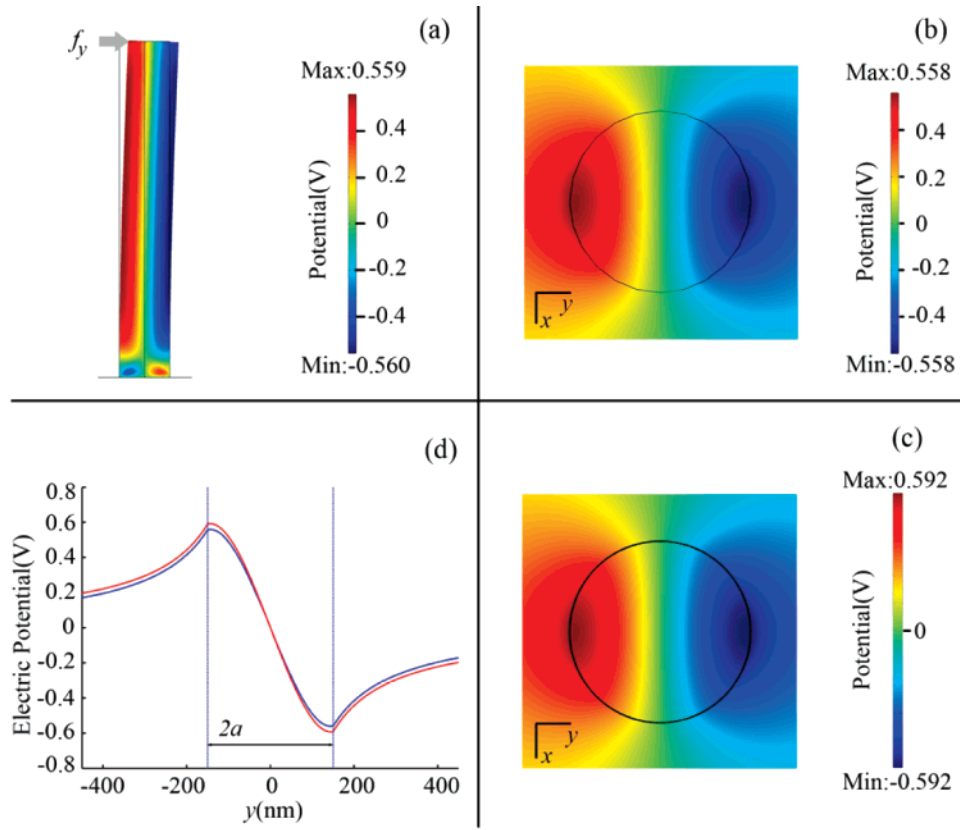 (a)
f_y
Max:0.559
0.4
0.2
0
-0.2
-0.4
Potential(V)
Min:-0.560
(b)
Max:0.558
0.4
0.2
0
-0.2
-0.4
Potential(V)
Min:-0.558
y
x
(d)
0.8
0.6
0.4
0.2
0
-0.2
-0.4
-0.6
-0.8
Electric Potential(V)
2a
-400
-200
0
200
400
y(nm)
(c)
Max:0.592
0
Potential(V)
Min:-0.592
y
x